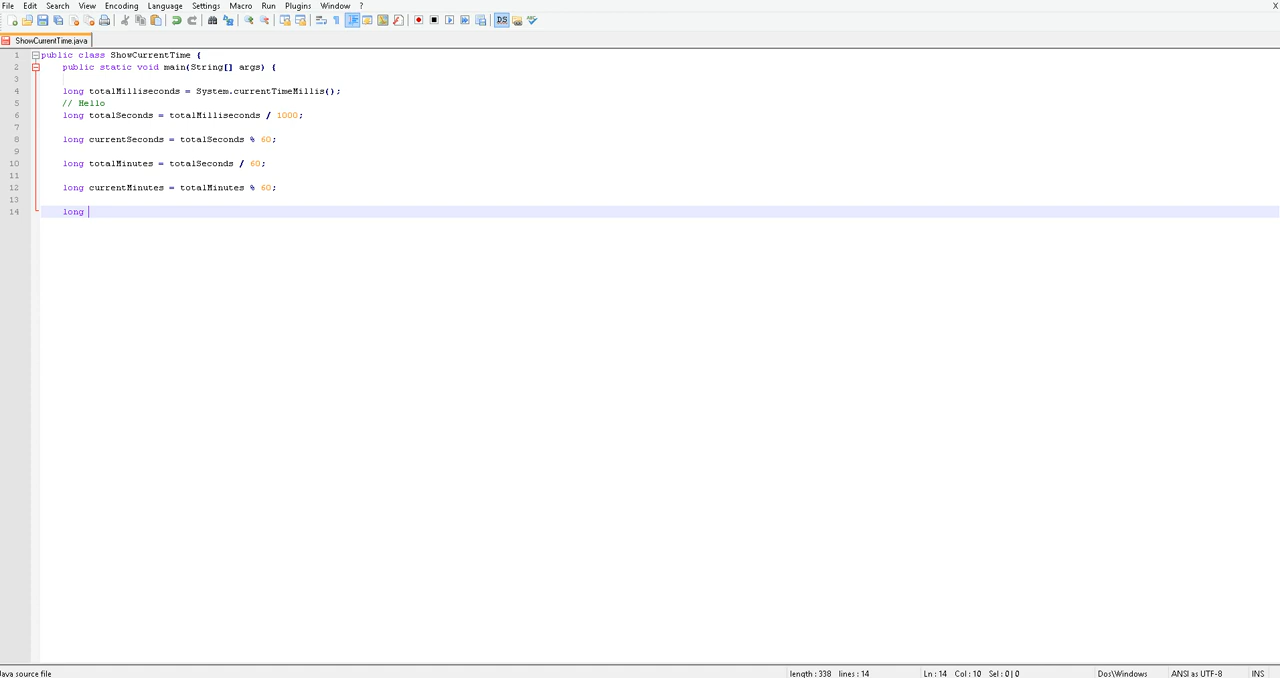 File Edit Search View Encoding Language Settings Macro Run Plugins Window ? X
ShowCurrentTime.java
1 public class ShowCurrentTime {
2 public static void main(String[] args) {
3
4 long totalMilliseconds = System.currentTimeMillis();
5 // Hello
6 long totalSeconds = totalMilliseconds / 1000;
7
8 long currentSeconds = totalSeconds % 60;
9
10 long totalMinutes = totalSeconds / 60;
11
12 long currentMinutes = totalMinutes % 60;
13
14 long
Java source file length : 338 lines : 14 Ln : 14 Col : 10 Sel : 0 | 0 Dos\Windows ANSI as UTF-8 INS